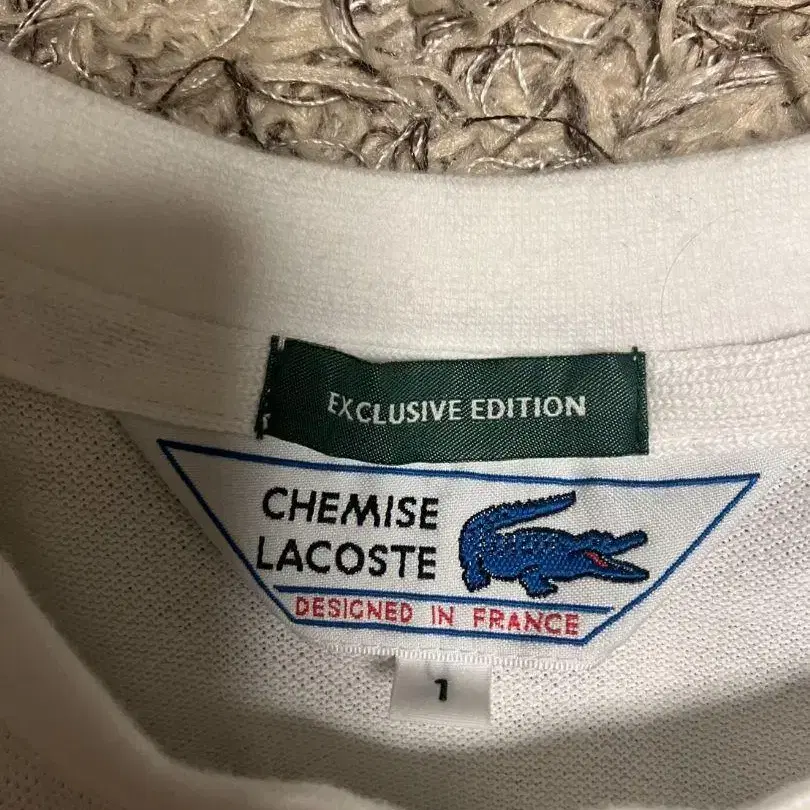 EXCLUSIVE EDITION
CHEMISE
LACOSTE
DESIGNED IN FRANCE
1